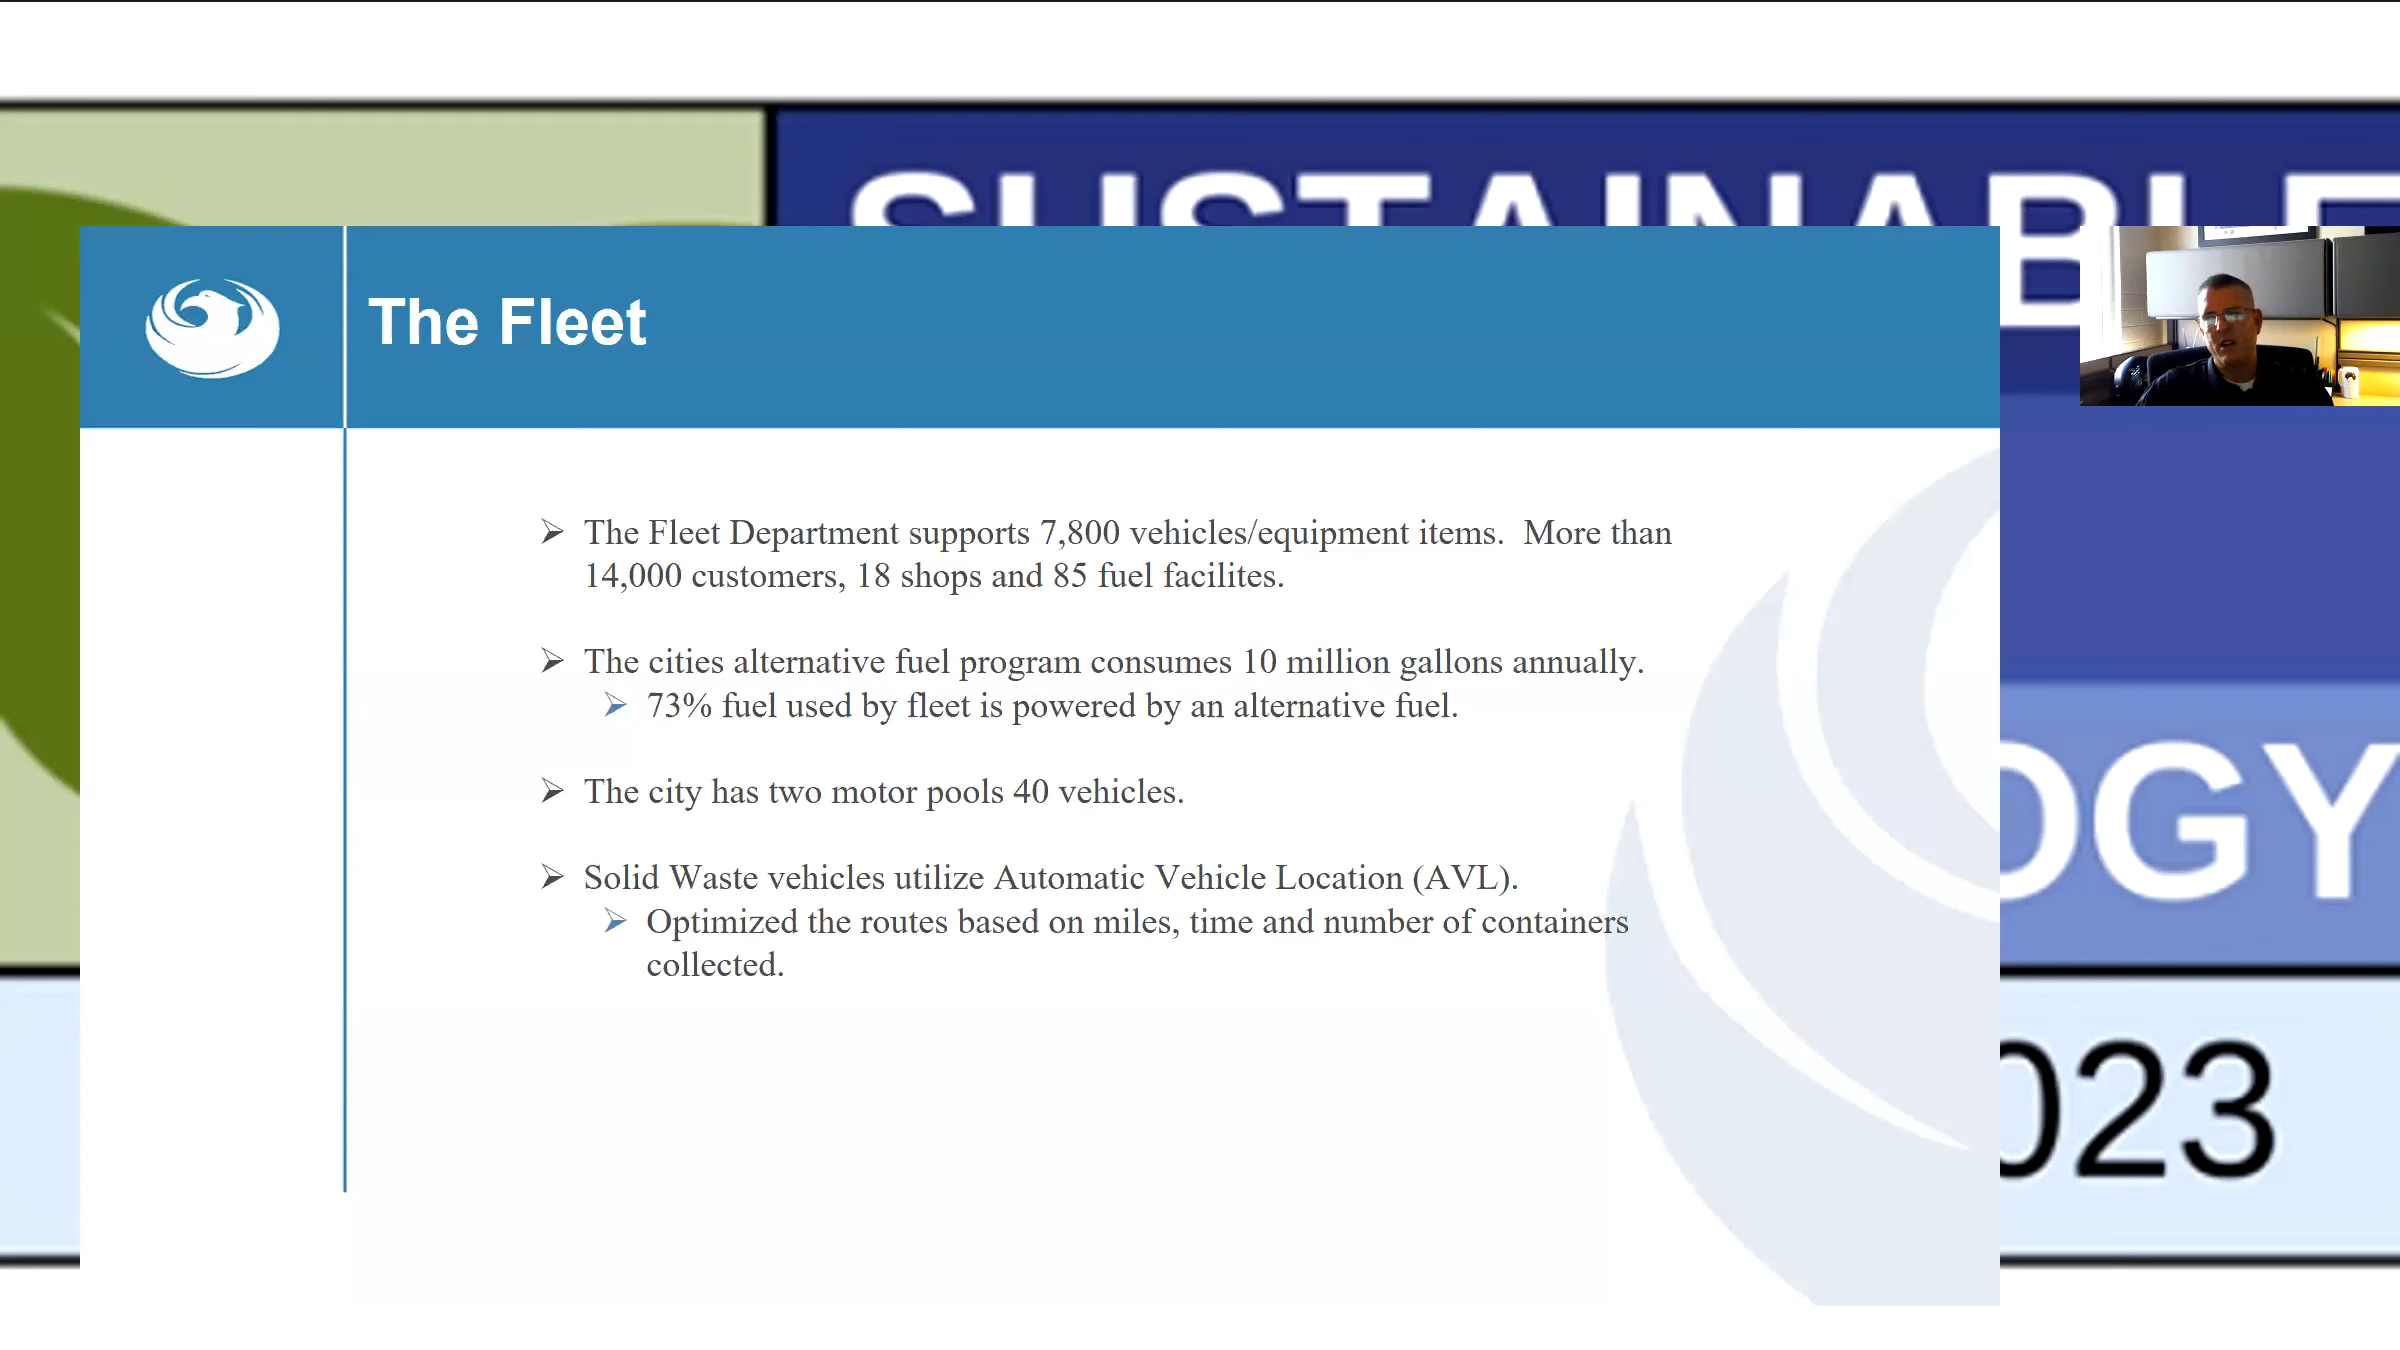 SUSTAINABLE
The Fleet
➢ The Fleet Department supports 7,800 vehicles/equipment items.  More than
14,000 customers, 18 shops and 85 fuel facilites.
➢ The cities alternative fuel program consumes 10 million gallons annually.
➢ 73% fuel used by fleet is powered by an alternative fuel.
➢ The city has two motor pools 40 vehicles.
➢ Solid Waste vehicles utilize Automatic Vehicle Location (AVL).
➢ Optimized the routes based on miles, time and number of containers
collected.
OGY
023